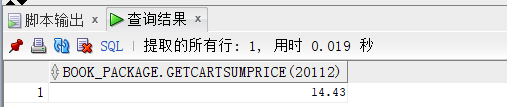 脚本输出 × 查询结果 ×
SQL | 提取的所有行: 1, 用时 0.019 秒
BOOK_PACKAGE.GETCARTSUMPRICE(20112)
1 14.43